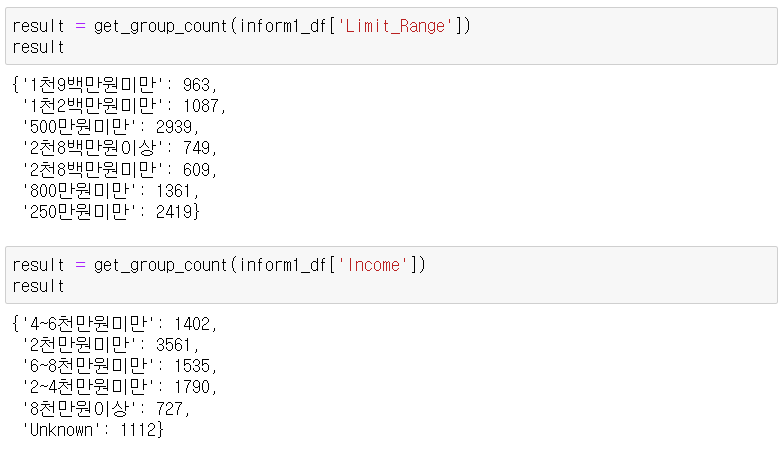 result = get_group_count(inform1_df['Limit_Range'])
result
{'1천9백만원미만': 963,
'1천2백만원미만': 1087,
'500만원미만': 2939,
'2천8백만원이상': 749,
'2천8백만원미만': 609,
'800만원미만': 1361,
'250만원미만': 2419}
result = get_group_count(inform1_df['Income'])
result
{'4~6천만원미만': 1402,
'2천만원미만': 3561,
'6~8천만원미만': 1535,
'2~4천만원미만': 1790,
'8천만원이상': 727,
'Unknown': 1112}